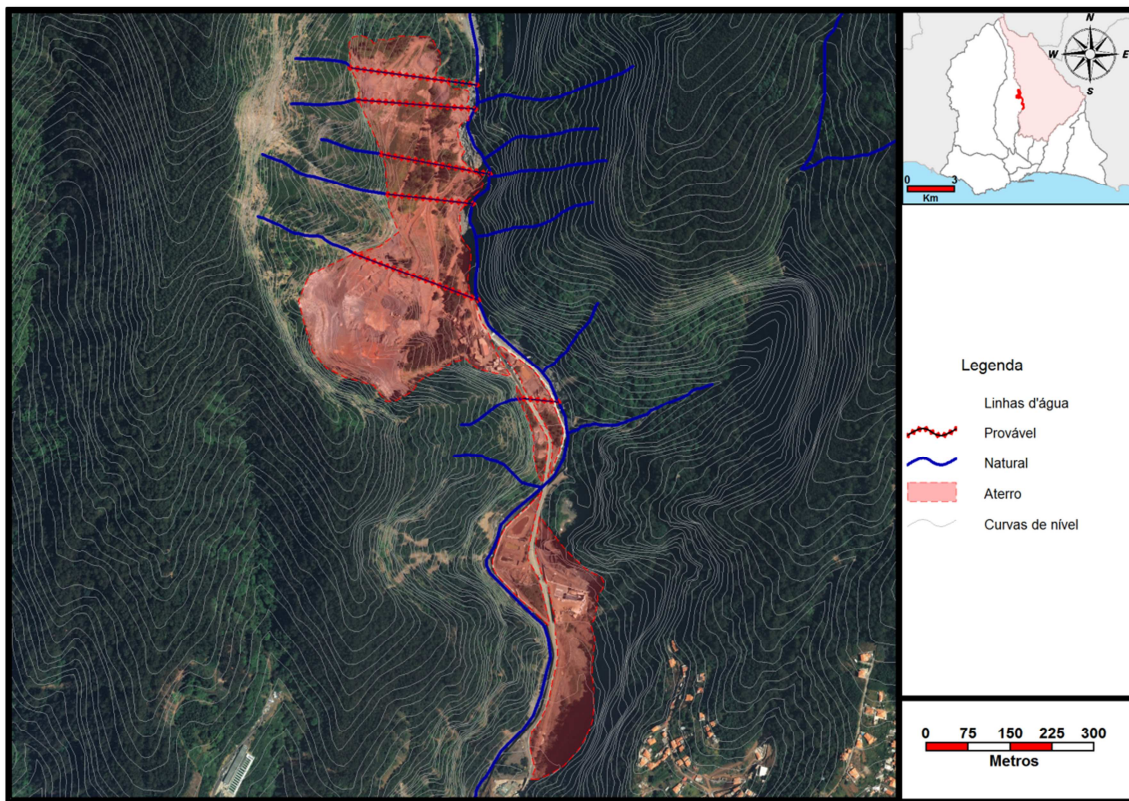 N
W
E
S
0 3
Km
Legenda
Linhas d'água
Provável
Natural
Aterro
Curvas de nível
0 75 150 225 300
Metros